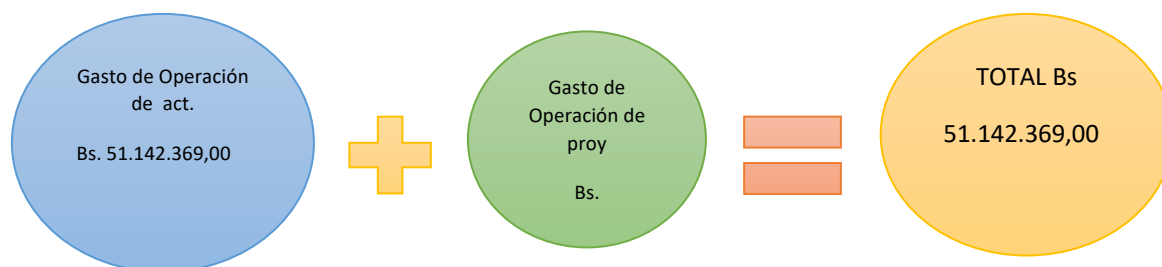 Gasto de Operación
de act.
Bs. 51.142.369,00
Gasto de
Operación de
proy
Bs.
TOTAL Bs
51.142.369,00